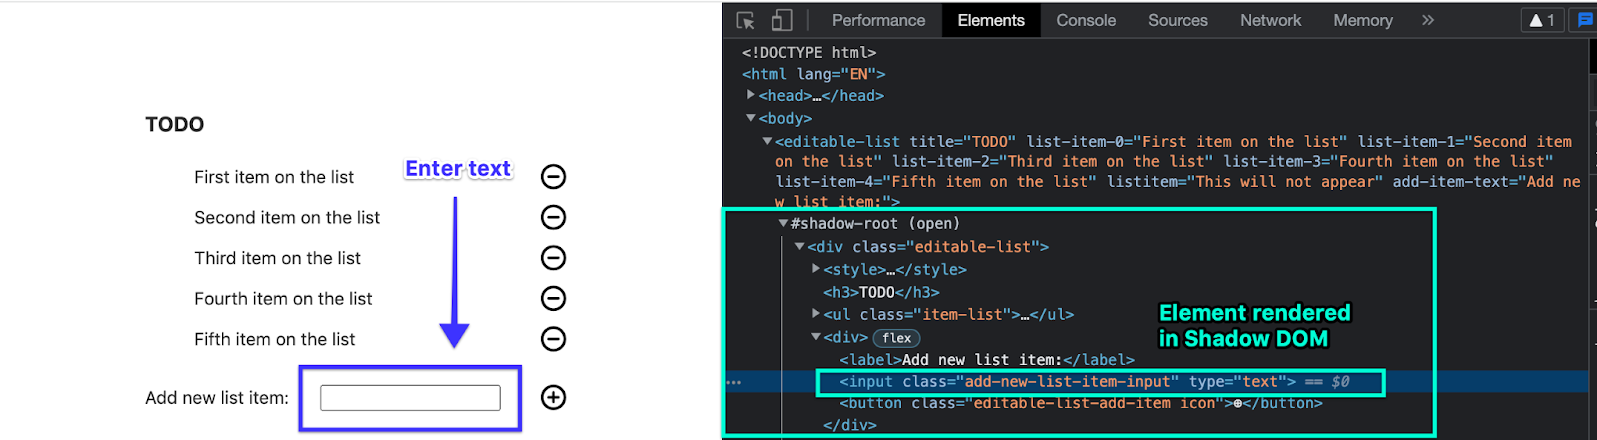 TODO
Enter text
First item on the list
Second item on the list
Third item on the list
Fourth item on the list
Fifth item on the list
Add new list item:
Performance Elements Console Sources Network Memory » 1
<!DOCTYPE html>
<html lang="EN">
<head>…</head>
<body>
<editable-list title="TODO" list-item-0="First item on the list" list-item-1="Second item
on the list" list-item-2="Third item on the list" list-item-3="Fourth item on the list"
list-item-4="Fifth item on the list" listitem="This will not appear" add-item-text="Add ne
w list item:">
#shadow-root (open)
<div class="editable-list">
<style>…</style>
<h3>TODO</h3>
<ul class="item-list">…</ul>
<div> flex
<label>Add new list item:</label>
<input class="add-new-list-item-input" type="text"> == $0
<button class="editable-list-add-item icon">⊕</button>
</div>
Element rendered
in Shadow DOM